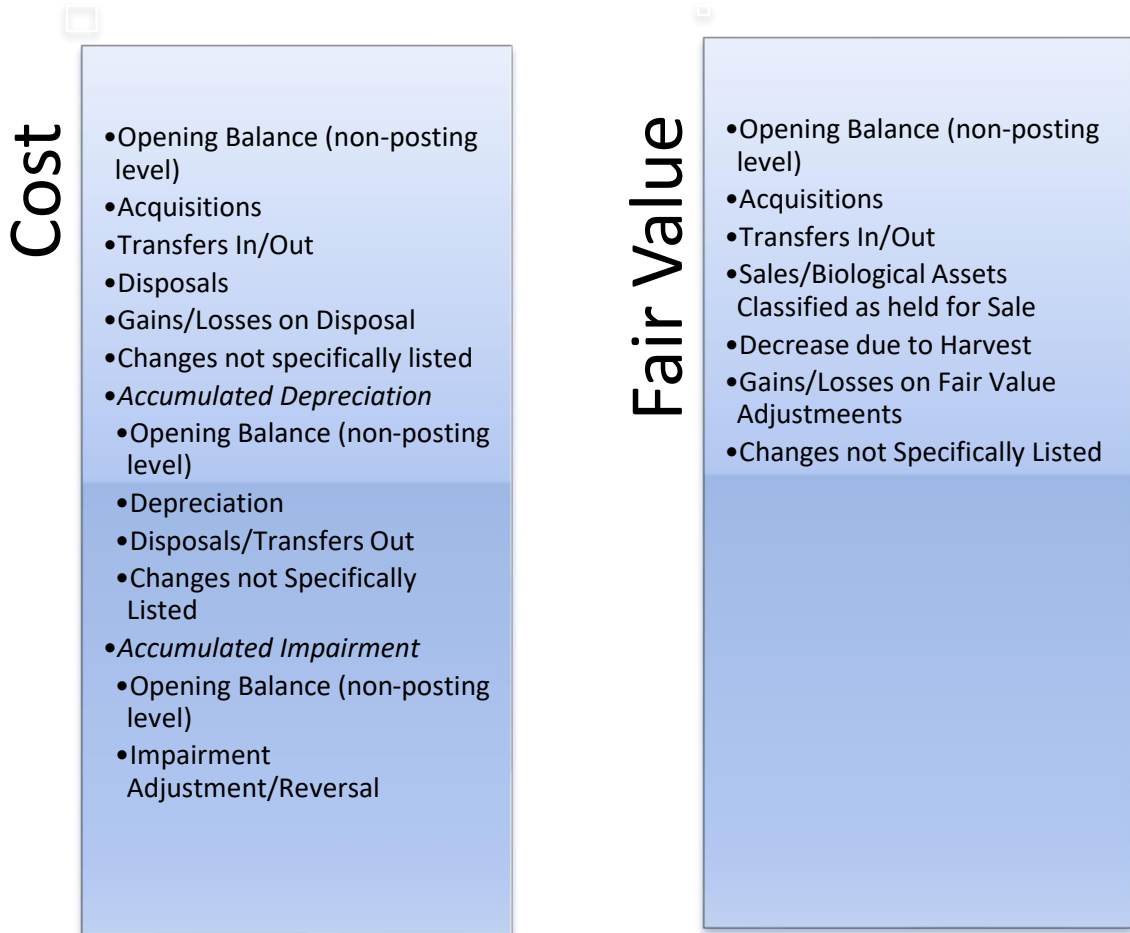 Cost
•Opening Balance (non-posting
level)
•Acquisitions
•Transfers In/Out
•Disposals
•Gains/Losses on Disposal
•Changes not specifically listed
•Accumulated Depreciation
•Opening Balance (non-posting
level)
•Depreciation
•Disposals/Transfers Out
•Changes not Specifically
Listed
•Accumulated Impairment
•Opening Balance (non-posting
level)
•Impairment
Adjustment/Reversal
Fair Value
•Opening Balance (non-posting
level)
•Acquisitions
•Transfers In/Out
•Sales/Biological Assets
Classified as held for Sale
•Decrease due to Harvest
•Gains/Losses on Fair Value
Adjustmeents
•Changes not Specifically Listed